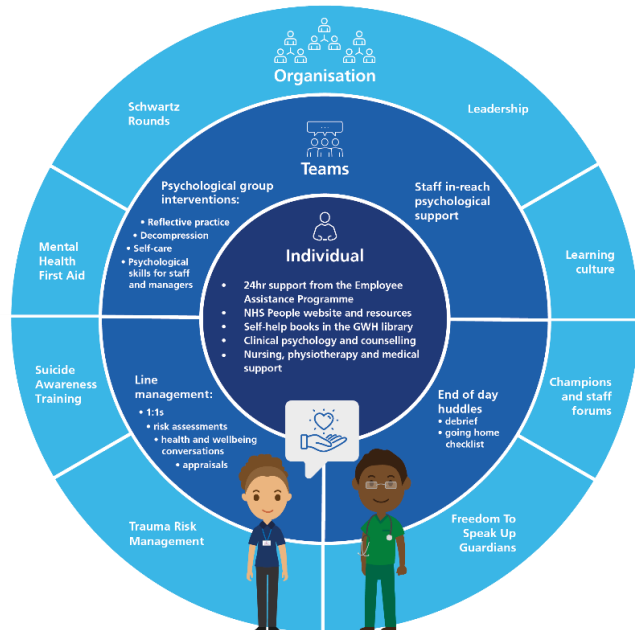 Organisation
Schwartz
Rounds
Leadership
Mental
Health
First Aid
Learning
culture
Suicide
Awareness
Training
Champions
and staff
forums
Trauma Risk
Management
Freedom To
Speak Up
Guardians
Teams
Psychological group
interventions:
• Reflective practice
• Decompression
• Self-care
• Psychological
skills for staff
and managers
Staff in-reach
psychological
support
Line
management:
• 1:1s
• risk assessments
• health and wellbeing
conversations
• appraisals
End of day
huddles
• debrief
• going home
checklist
Individual
• 24hr support from the Employee
Assistance Programme
• NHS People website and resources
• Self-help books in the GWH library
• Clinical psychology and counselling
• Nursing, physiotherapy and medical
support